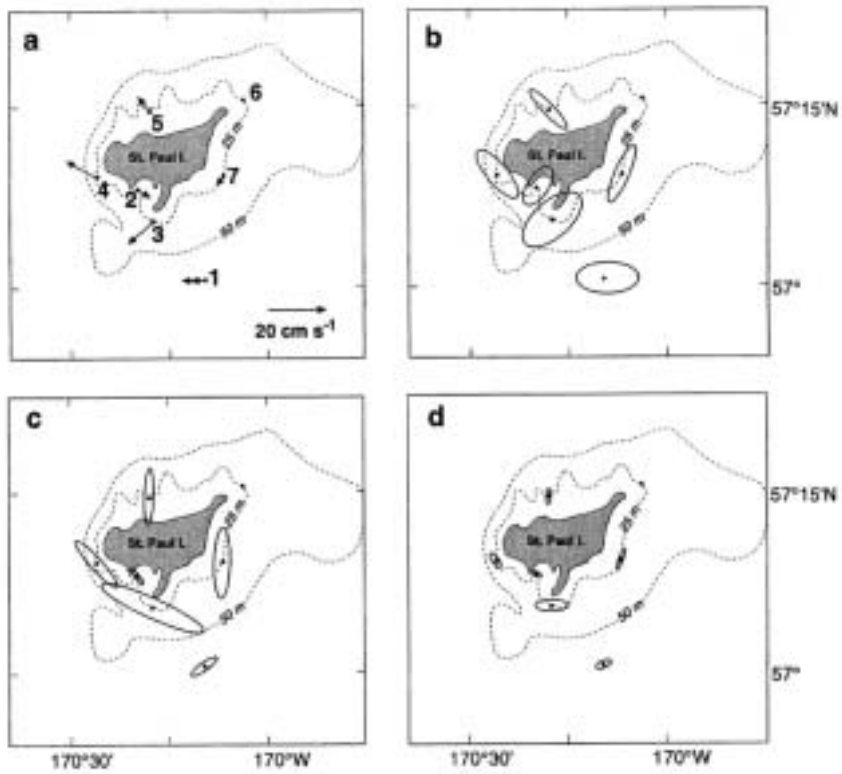 a
6
5
St. Paul I.
25 m
4
2
7
3
50 m
1
20 cm s⁻¹
b
57°15'N
25 m
St. Paul I.
50 m
57°
c
25 m
St. Paul I.
50 m
170°30'
170°W
d
57°15'N
25 m
St. Paul I.
50 m
57°
170°30'
170°W